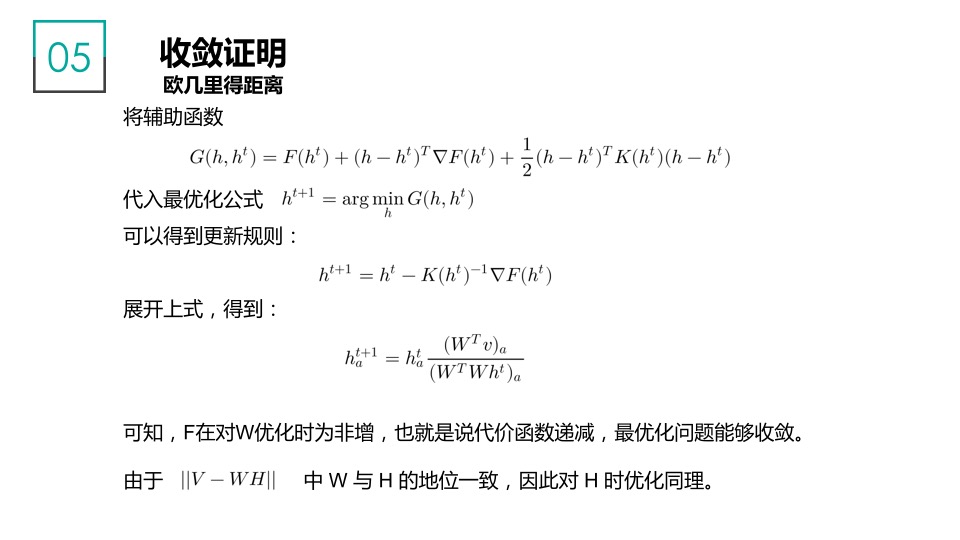 05
收敛证明
欧几里得距离
将辅助函数
G(h, h^t) = F(h^t) + (h − h^t)^T ∇F(h^t) + \frac{1}{2}(h − h^t)^T K(h^t)(h − h^t)
代入最优化公式 h^{t+1} = arg min_h G(h, h^t)
可以得到更新规则：
h^{t+1} = h^t − K(h^t)^{−1}∇F(h^t)
展开上式，得到：
h_a^{t+1} = h_a^t \frac{(W^T v)_a}{(W^T W h^t)_a}
可知，F在对W优化时为非增，也就是说代价函数递减，最优化问题能够收敛。
由于 ||V − WH|| 中 W 与 H 的地位一致，因此对 H 时优化同理。